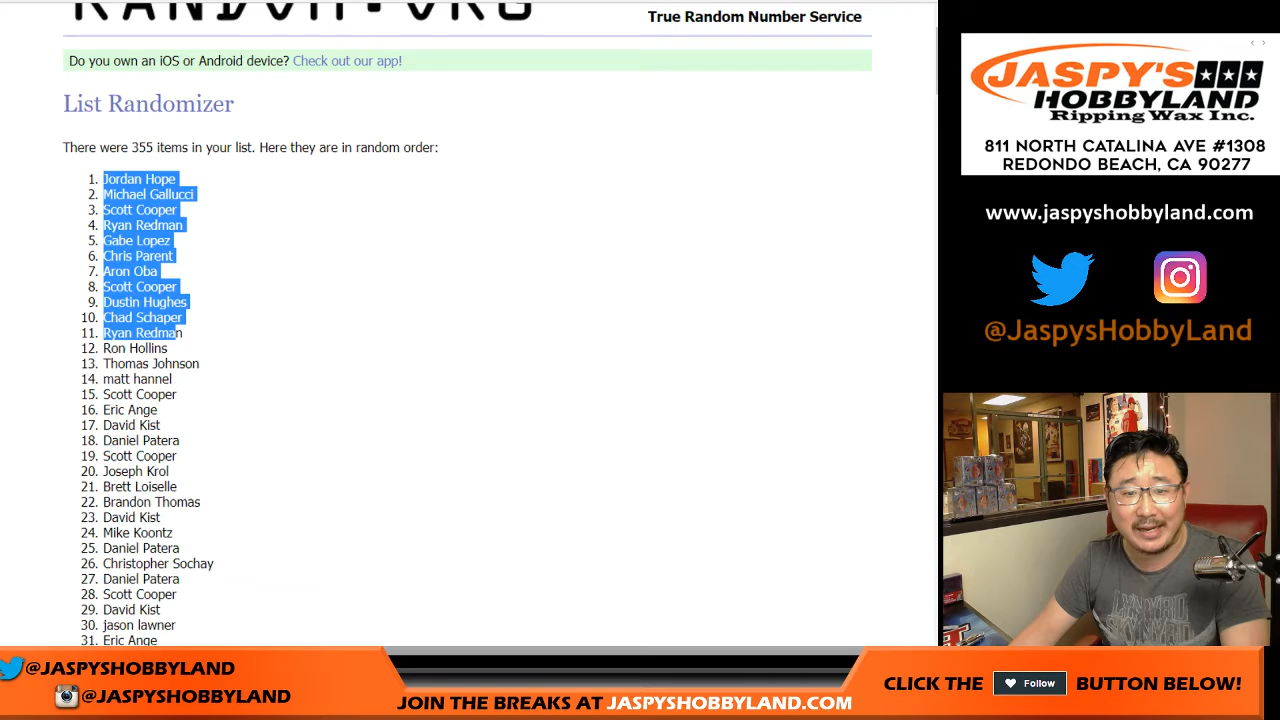 RANDOM.ORG
True Random Number Service
Do you own an iOS or Android device? Check out our app!
List Randomizer
There were 355 items in your list. Here they are in random order:
1. Jordan Hope
2. Michael Gallucci
3. Scott Cooper
4. Ryan Redman
5. Gabe Lopez
6. Chris Parent
7. Aron Oba
8. Scott Cooper
9. Dustin Hughes
10. Chad Schaper
11. Ryan Redman
12. Ron Hollins
13. Thomas Johnson
14. matt hannel
15. Scott Cooper
16. Eric Ange
17. David Kist
18. Daniel Patera
19. Scott Cooper
20. Joseph Krol
21. Brett Loiselle
22. Brandon Thomas
23. David Kist
24. Mike Koontz
25. Daniel Patera
26. Christopher Sochay
27. Daniel Patera
28. Scott Cooper
29. David Kist
30. jason lawner
31. Eric Ange
JASPY'S
HOBBYLAND
Ripping Wax Inc.
811 NORTH CATALINA AVE #1308
REDONDO BEACH, CA 90277
www.jaspyshobbyland.com
@JaspysHobbyLand
LYNYRD
SKYNYRD
@JASPYSHOBBYLAND
@JASPYSHOBBYLAND
JOIN THE BREAKS AT JASPYSHOBBYLAND.COM
CLICK THE Follow BUTTON BELOW!